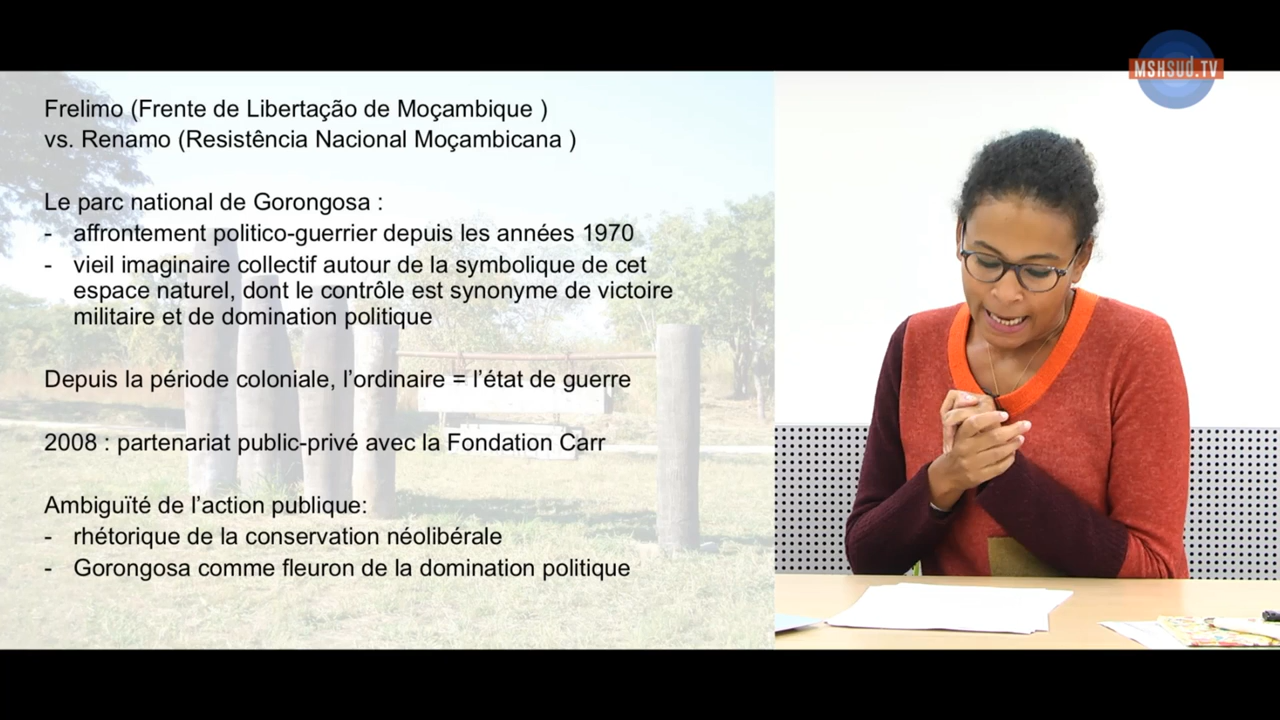 MSHSUD.TV
Frelimo (Frente de Libertação de Moçambique )
vs. Renamo (Resistência Nacional Moçambicana )
Le parc national de Gorongosa :
- affrontement politico-guerrier depuis les années 1970
- vieil imaginaire collectif autour de la symbolique de cet
espace naturel, dont le contrôle est synonyme de victoire
militaire et de domination politique
Depuis la période coloniale, l’ordinaire = l’état de guerre
2008 : partenariat public-privé avec la Fondation Carr
Ambiguïté de l’action publique:
- rhétorique de la conservation néolibérale
- Gorongosa comme fleuron de la domination politique